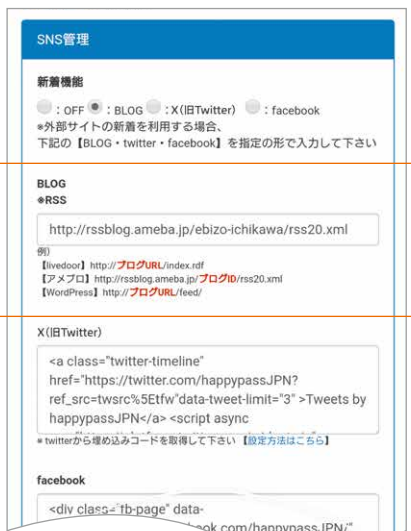 SNS管理
新着機能
：OFF ：BLOG ：X(旧Twitter) ：facebook
※外部サイトの新着を利用する場合、
下記の【BLOG・twitter・facebook】を指定の形で入力して下さい
BLOG
※RSS
http://rssblog.ameba.jp/ebizo-ichikawa/rss20.xml
例)
【livedoor】http://ブログURL/index.rdf
【アメブロ】http://rssblog.ameba.jp/ブログID/rss20.xml
【WordPress】http://ブログURL/feed/
X(旧Twitter)
<a class="twitter-timeline"
href="https://twitter.com/happypassJPN?
ref_src=twsrc%5Etfw"data-tweet-limit="3" >Tweets by
happypassJPN</a> <script async
※twitterから埋め込みコードを取得して下さい 【設定方法はこちら】
facebook
<div class="fb-page" data-
ook.com/happypassJPN/"